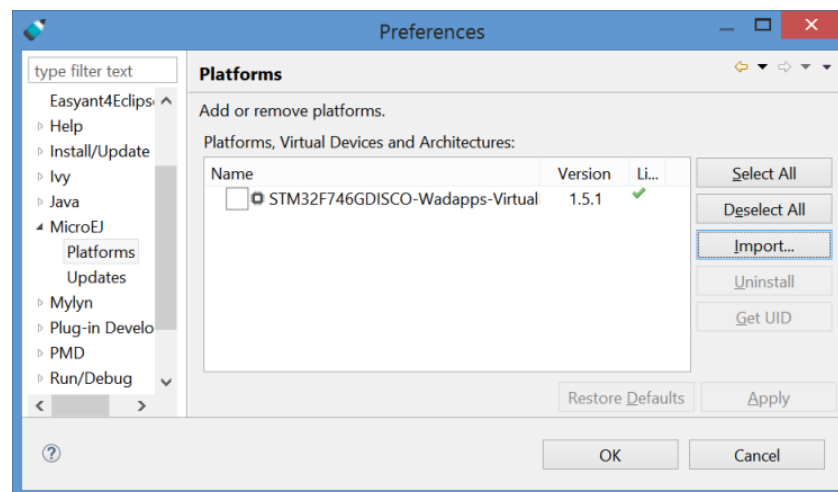 Preferences
type filter text
Easyant4Eclips
Help
Install/Update
Ivy
Java
MicroEJ
Platforms
Updates
Mylyn
Plug-in Develo
PMD
Run/Debug
Platforms
Add or remove platforms.
Platforms, Virtual Devices and Architectures:
Name Version Li...
STM32F746GDISCO-Wadapps-Virtual 1.5.1
Select All
Deselect All
Import...
Uninstall
Get UID
Restore Defaults Apply
OK Cancel